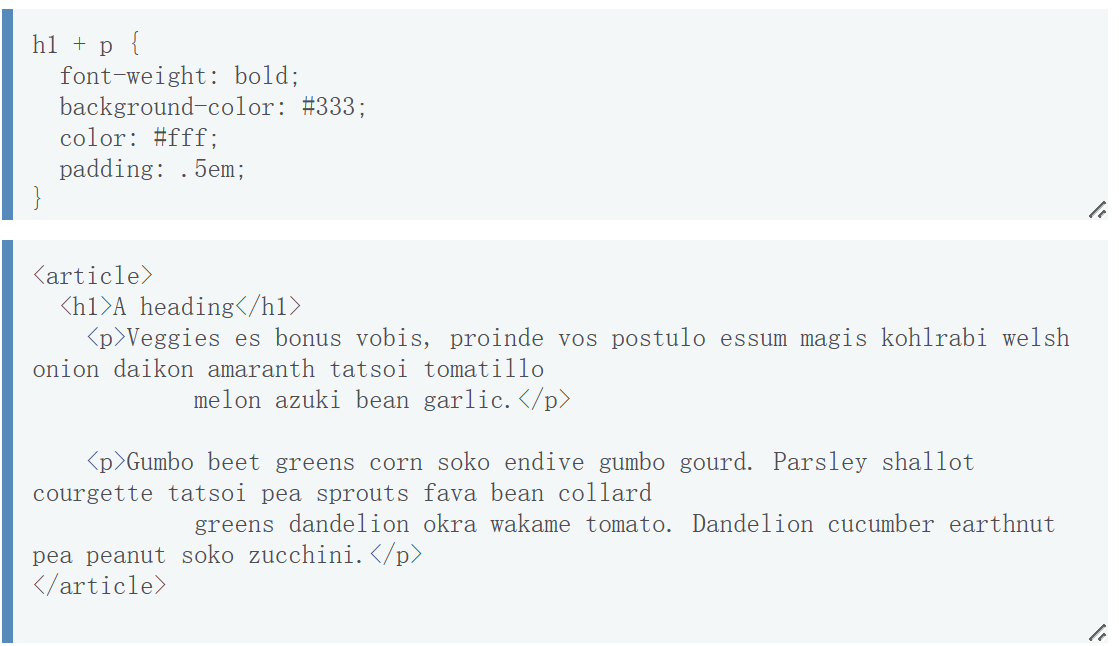 h1 + p {
  font-weight: bold;
  background-color: #333;
  color: #fff;
  padding: .5em;
}
<article>
  <h1>A heading</h1>
    <p>Veggies es bonus vobis, proinde vos postulo essum magis kohlrabi welsh
onion daikon amaranth tatsoi tomatillo
            melon azuki bean garlic.</p>

    <p>Gumbo beet greens corn soko endive gumbo gourd. Parsley shallot
courgette tatsoi pea sprouts fava bean collard
            greens dandelion okra wakame tomato. Dandelion cucumber earthnut
pea peanut soko zucchini.</p>
</article>